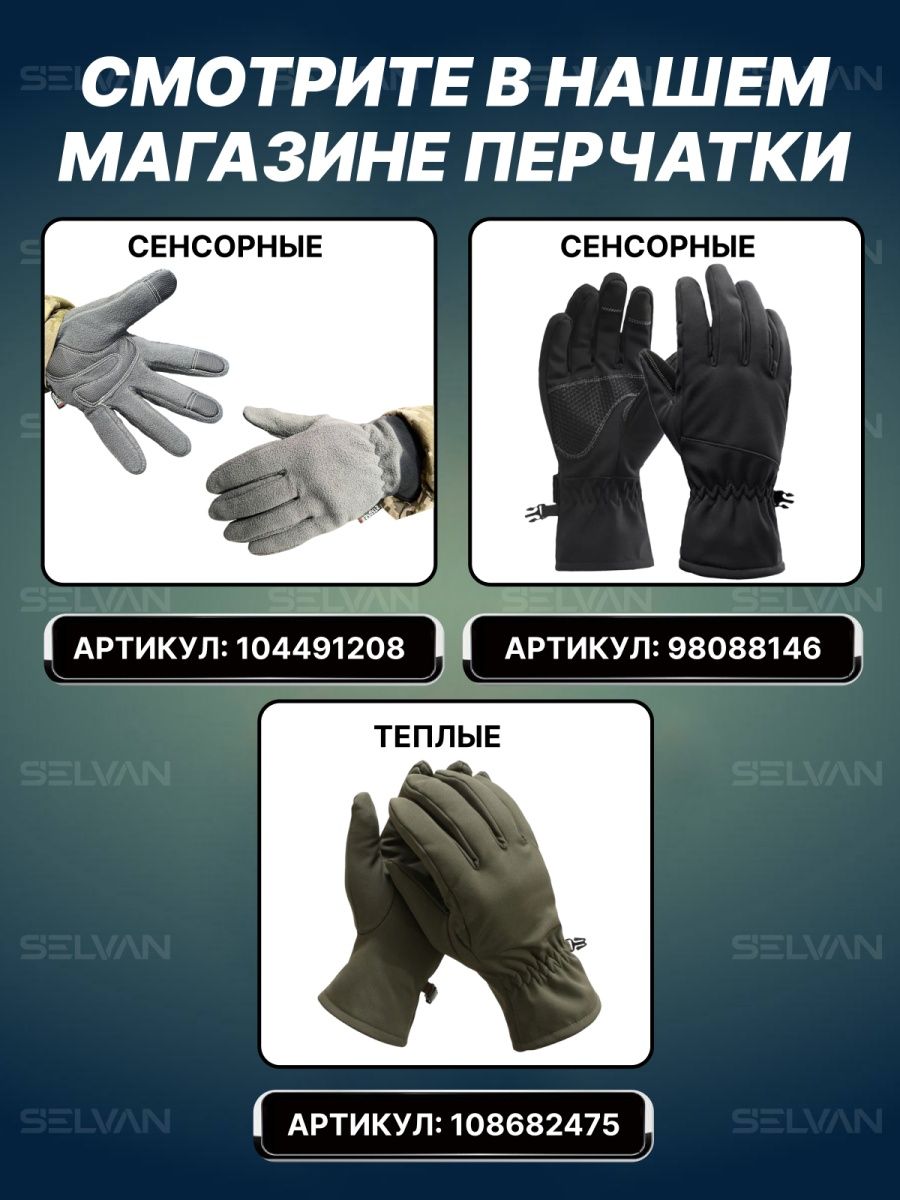 СМОТРИТЕ В НАШЕМ
МАГАЗИНЕ ПЕРЧАТКИ
СЕНСОРНЫЕ
СЕНСОРНЫЕ
АРТИКУЛ: 104491208
АРТИКУЛ: 98088146
ТЕПЛЫЕ
АРТИКУЛ: 108682475
SELVAN